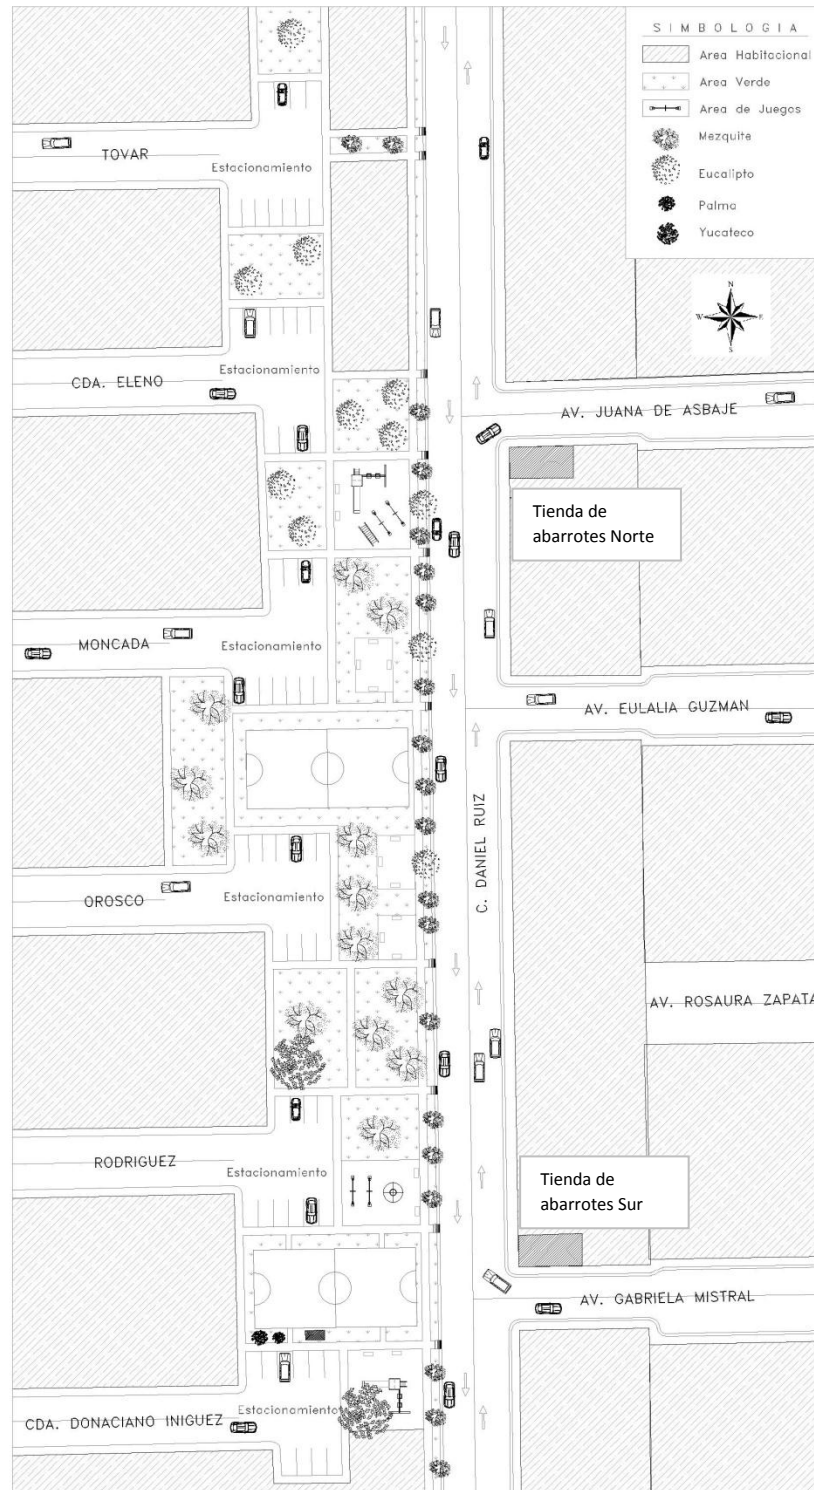 S I M B O L O G I A
Area Habitacional
Area Verde
Area de Juegos
Mezquite
Eucalipto
Palma
Yucateco
N
W
E
S
TOVAR
Estacionamiento
CDA. ELENO
Estacionamiento
AV. JUANA DE ASBAJE
Tienda de
abarrotes Norte
MONCADA
Estacionamiento
AV. EULALIA GUZMAN
C. DANIEL RUIZ
OROSCO
Estacionamiento
AV. ROSAURA ZAPATA
RODRIGUEZ
Estacionamiento
Tienda de
abarrotes Sur
AV. GABRIELA MISTRAL
CDA. DONACIANO INIGUEZ
Estacionamiento